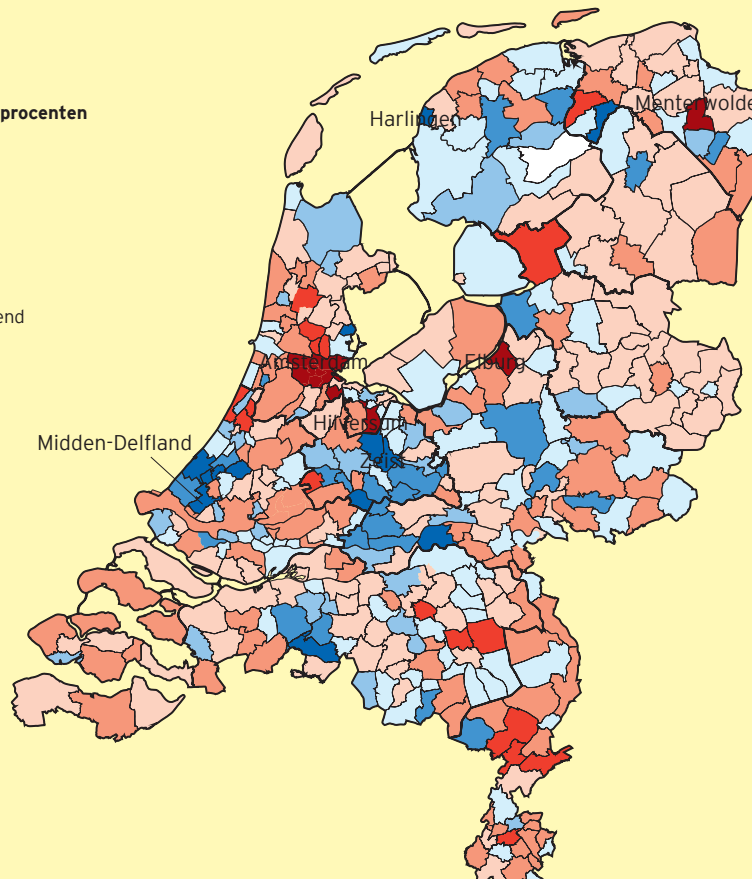 procenten
Menterwolde
Harlingen
end
Amsterdam
Elburg
Hilversum
Midden-Delfland
Zeist